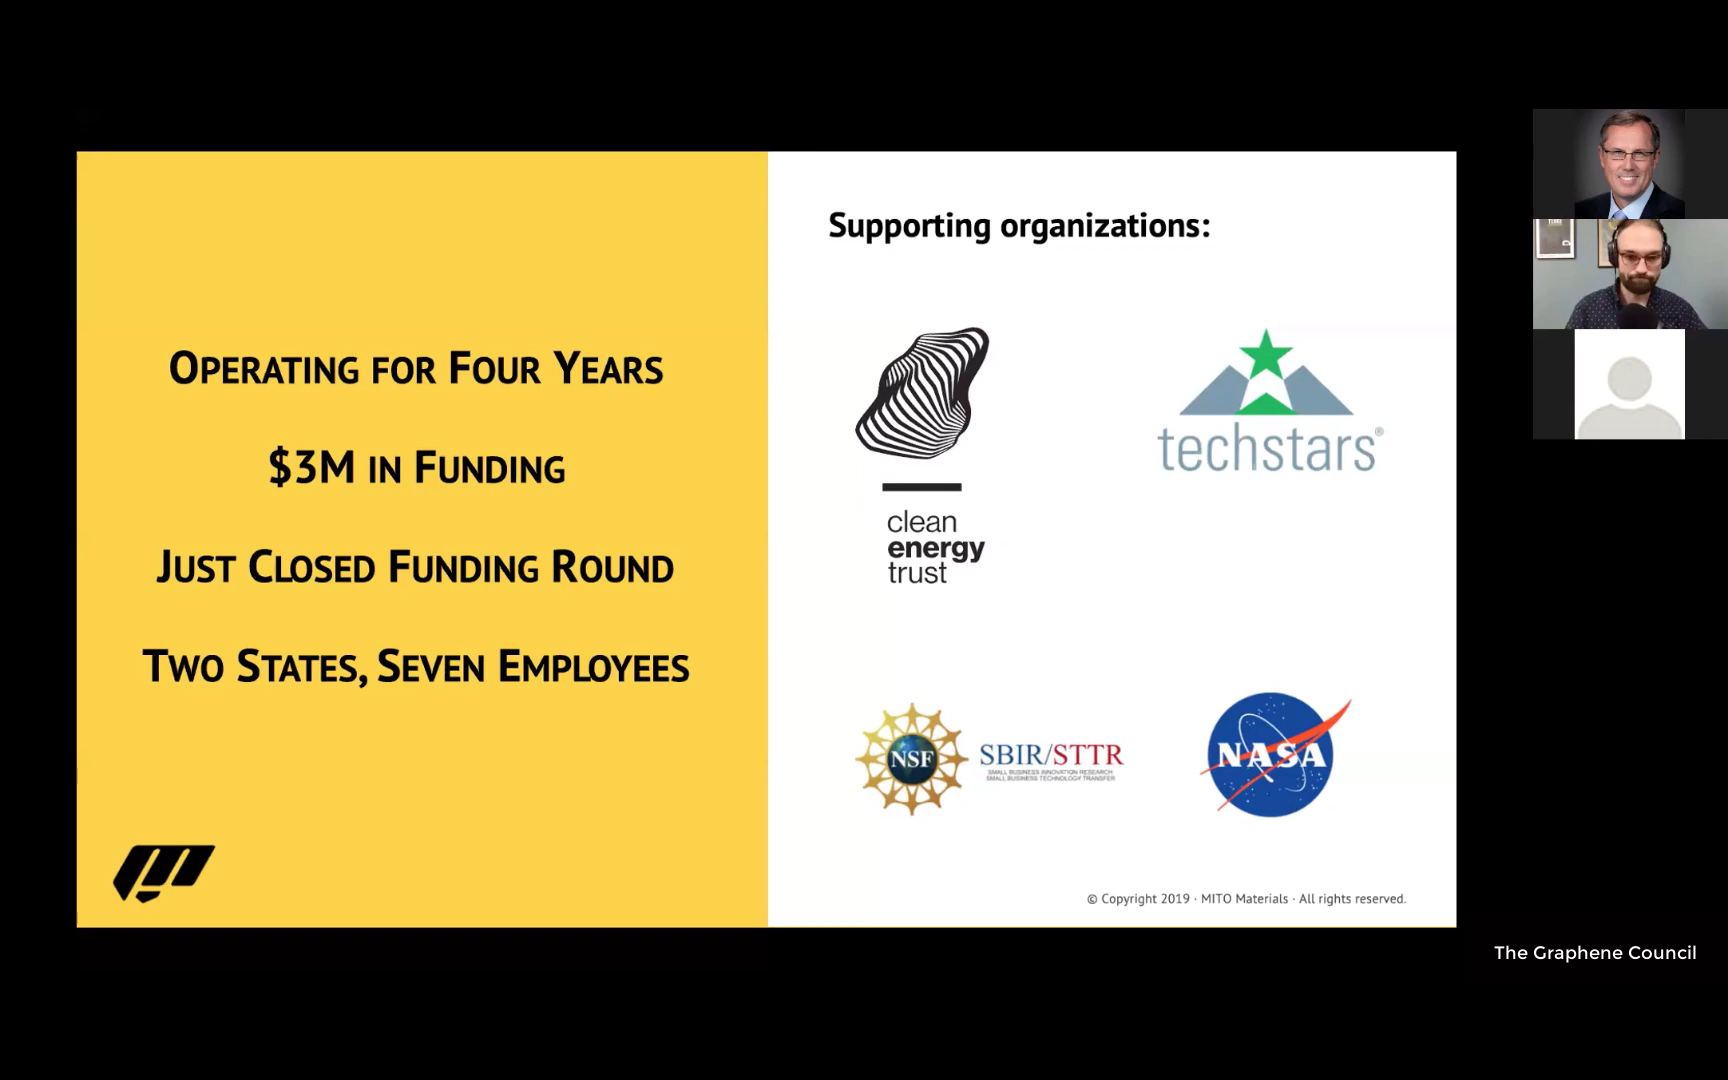 Operating for Four Years
$3M in Funding
Just Closed Funding Round
Two States, Seven Employees
Supporting organizations:
clean
energy
trust
techstars®
NSF
SBIR/STTR
SMALL BUSINESS INNOVATION RESEARCH
SMALL BUSINESS TECHNOLOGY TRANSFER
NASA
© Copyright 2019 · MITO Materials · All rights reserved.
The Graphene Council